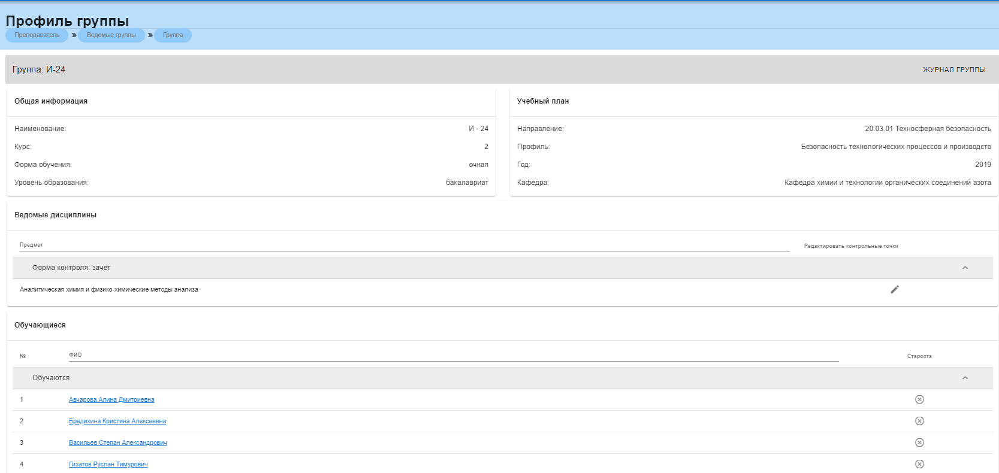 Профиль группы
Преподаватель
Ведомые группы
Группа
Группа: И-24
ЖУРНАЛ ГРУППЫ
Общая информация
Наименование: И - 24
Курс: 2
Форма обучения: очная
Уровень образования: бакалавриат
Учебный план
Направление: 20.03.01 Техносферная безопасность
Профиль: Безопасность технологических процессов и производств
Год: 2019
Кафедра: Кафедра химии и технологии органических соединений азота
Ведомые дисциплины
Предмет Редактировать контрольные точки
Форма контроля: зачет
Аналитическая химия и физико-химические методы анализа
Обучающиеся
№ ФИО Староста
Обучаются
1 Авчарова Алина Дмитриевна
2 Бредихина Кристина Алексеевна
3 Васильев Степан Александрович
4 Гизатов Руслан Тимурович